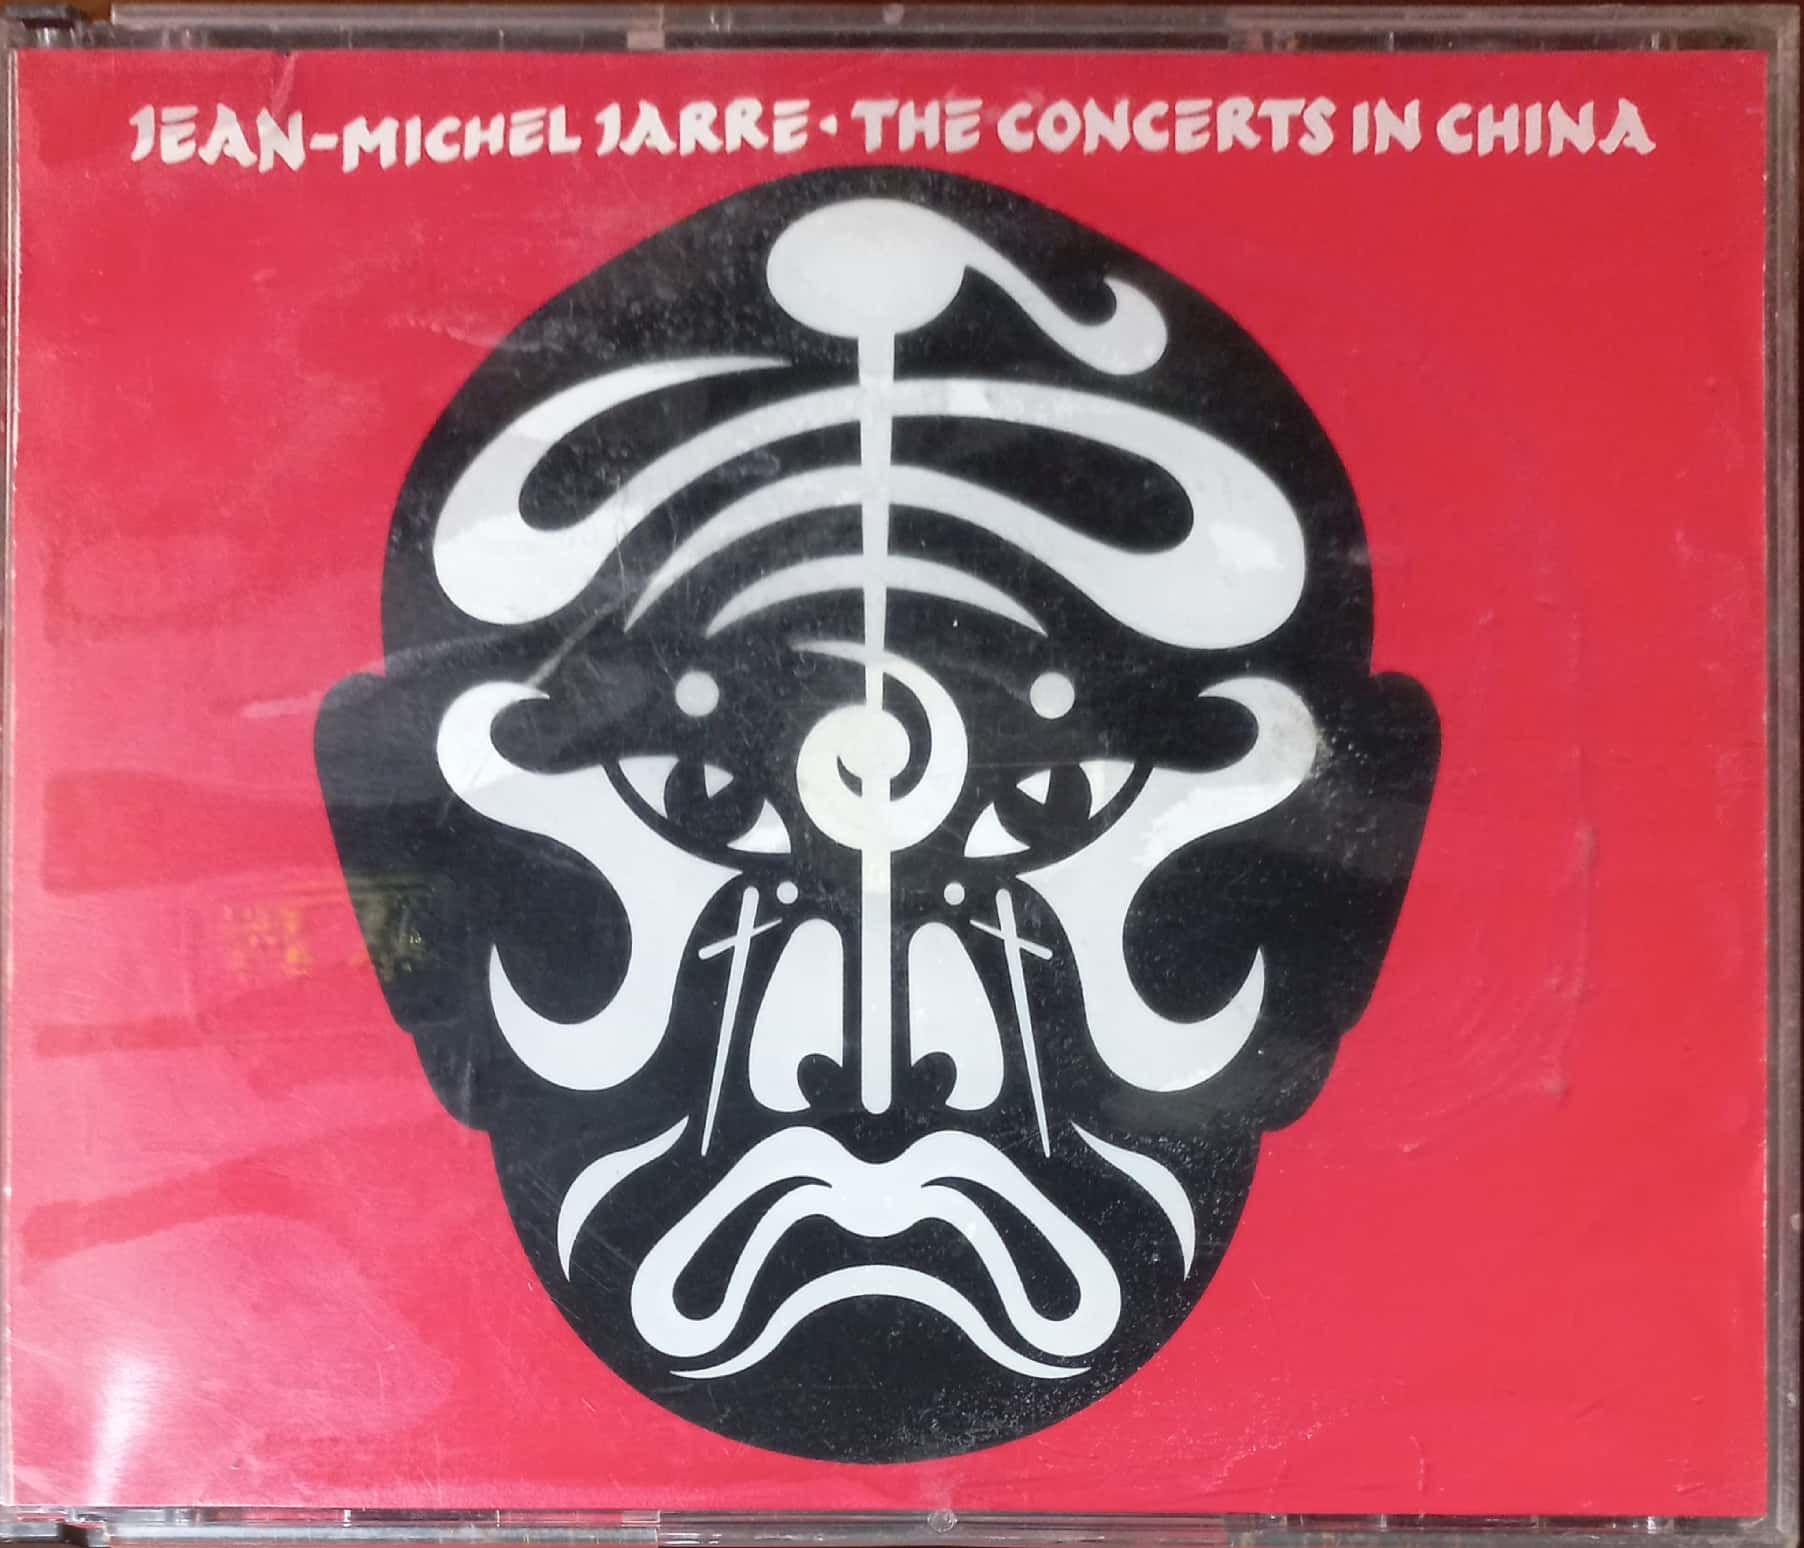 JEAN-MICHEL JARRE · THE CONCERTS IN CHINA